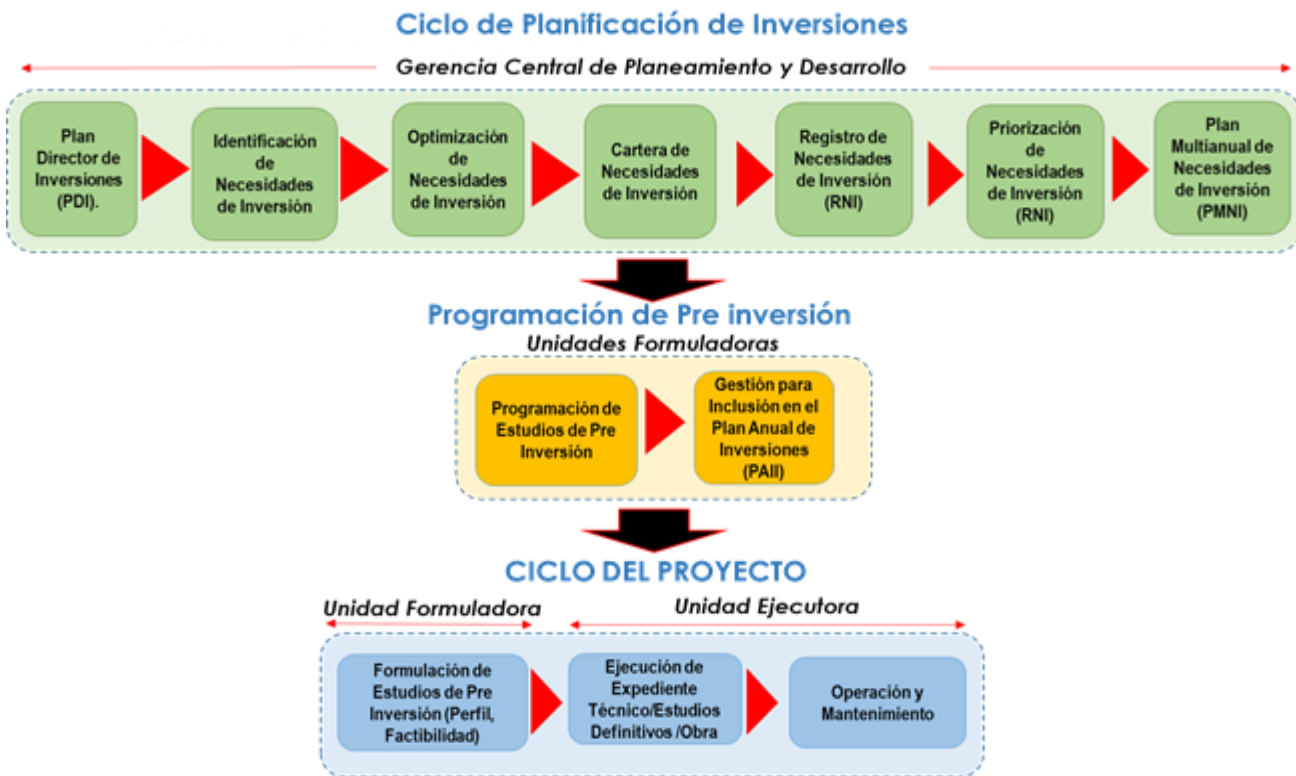 Ciclo de Planificación de Inversiones
Gerencia Central de Planeamiento y Desarrollo
Plan
Director de
Inversiones
(PDI).
Identificación
de
Necesidades
de Inversión
Optimización
de
Necesidades
de Inversión
Cartera de
Necesidades
de Inversión
Registro de
Necesidades
de Inversión
(RNI)
Priorización
de
Necesidades
de Inversión
(RNI)
Plan
Multianual de
Necesidades
de Inversión
(PMNI)
Programación de Pre inversión
Unidades Formuladoras
Programación de
Estudios de Pre
Inversión
Gestión para
Inclusión en el
Plan Anual de
Inversiones
(PAII)
CICLO DEL PROYECTO
Unidad Formuladora
Unidad Ejecutora
Formulación de
Estudios de Pre
Inversión (Perfil,
Factibilidad)
Ejecución de
Expediente
Técnico/Estudios
Definitivos /Obra
Operación y
Mantenimiento